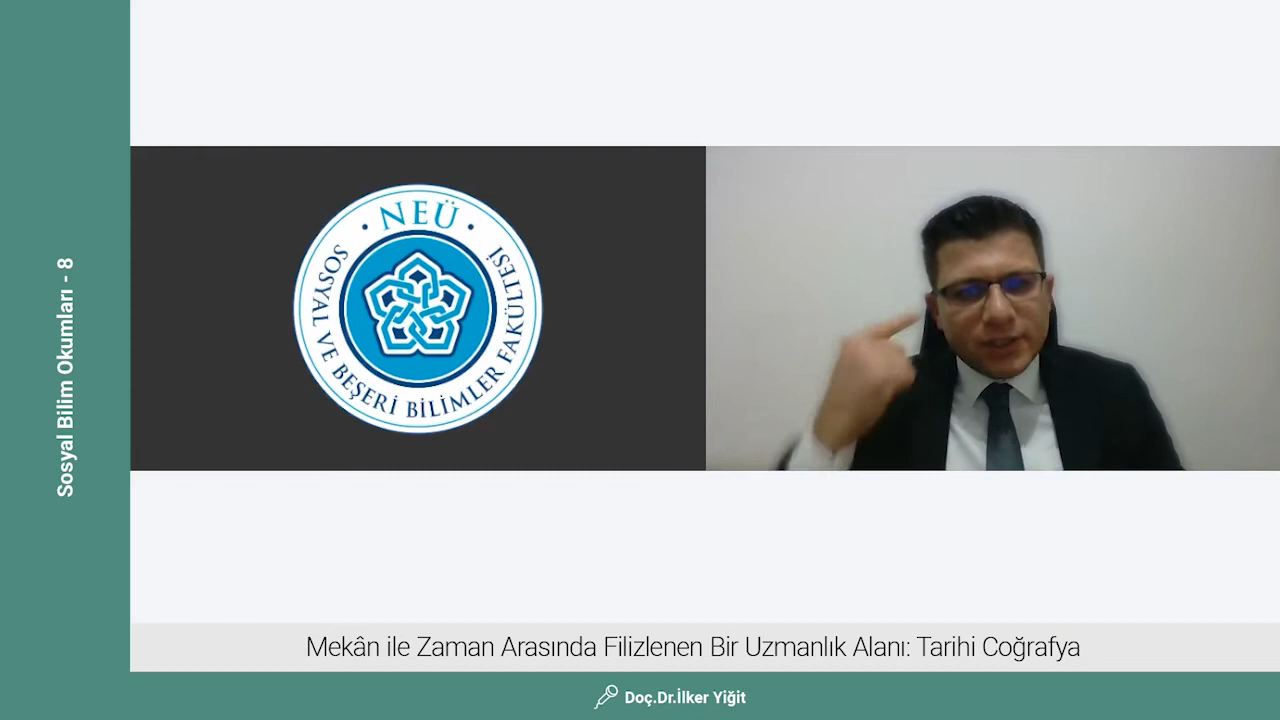 Sosyal Bilim Okumları - 8
· NEÜ ·
SOSYAL VE BEŞERİ BİLİMLER FAKÜLTESİ
Mekân ile Zaman Arasında Filizlenen Bir Uzmanlık Alanı: Tarihi Coğrafya
Doç.Dr.İlker Yiğit